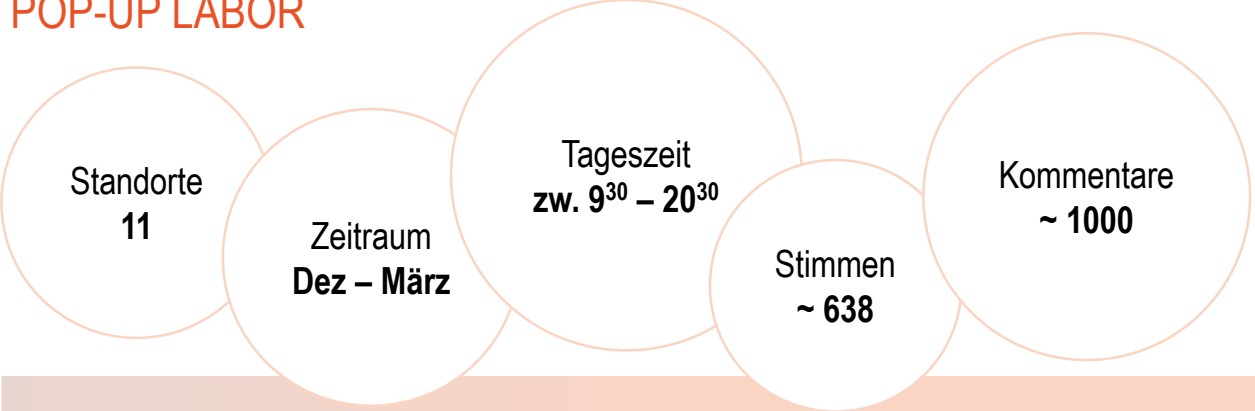 POP-UP LABOR
Standorte
11
Zeitraum
Dez – März
Tageszeit
zw. 9³⁰ – 20³⁰
Stimmen
~ 638
Kommentare
~ 1000